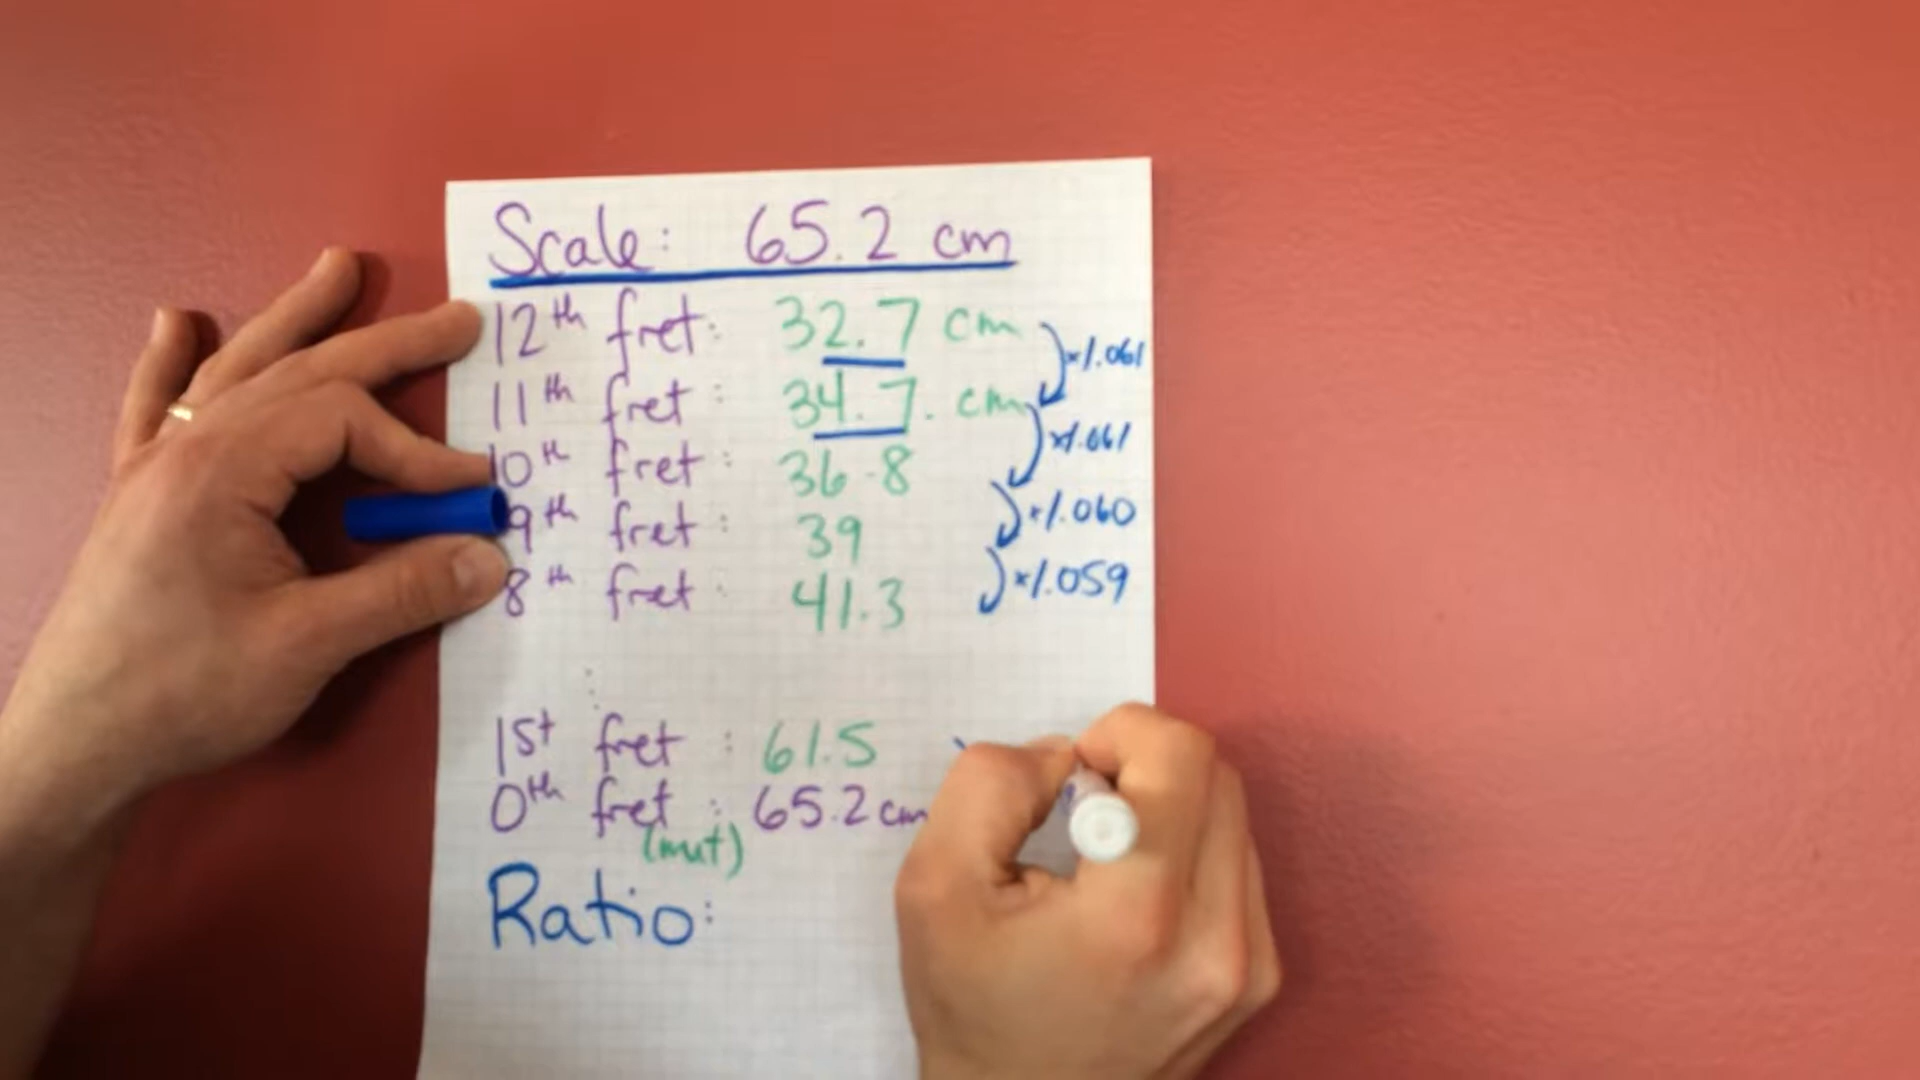 Scale: 65.2 cm
12th fret: 32.7 cm
×1.061
11th fret: 34.7. cm
×1.061
10th fret: 36.8
×1.060
9th fret: 39
×1.059
8th fret: 41.3
1st fret: 61.5
0th fret: 65.2 cm
(nut)
Ratio: